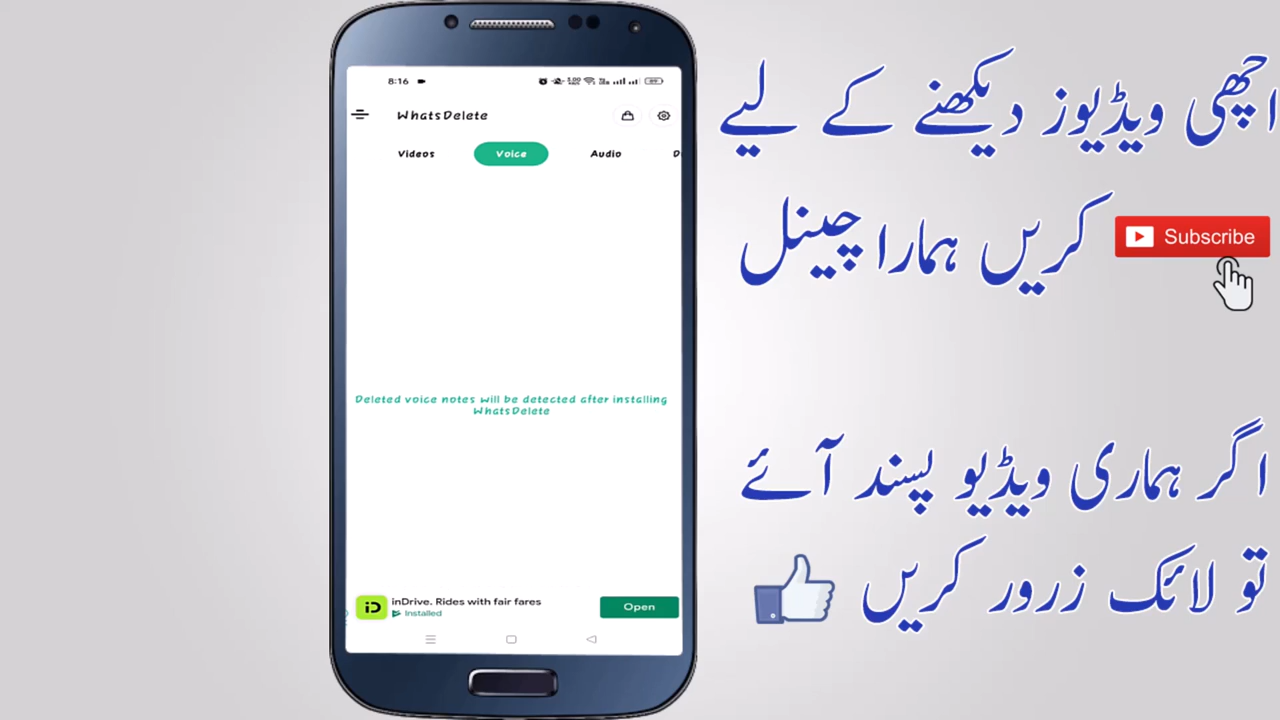 8:16
WhatsDelete
Videos
Voice
Audio
Deleted voice notes will be detected after installing
WhatsDelete
inDrive. Rides with fair fares
Installed
Open
اچھی ویڈیوز دیکھنے کے لیے
Subscribe کریں ہمارا چینل
اگر ہماری ویڈیو پسند آئے
تو لائک زرور کریں